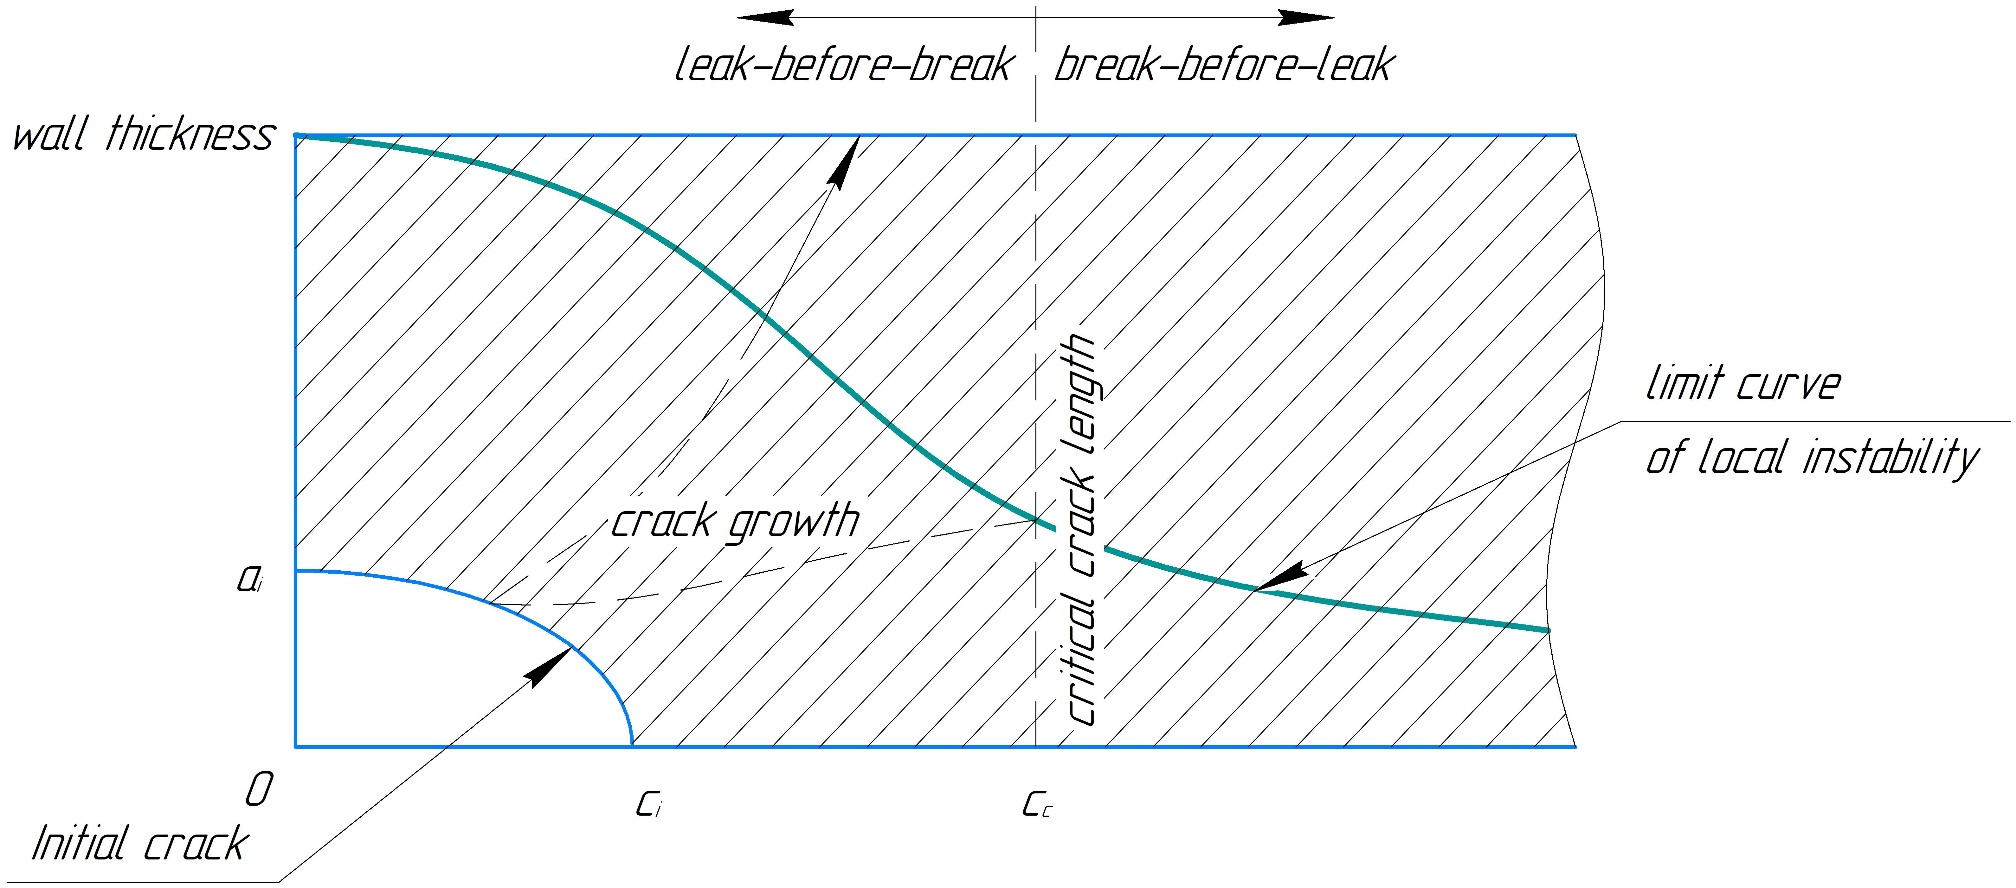 leak-before-break
break-before-leak
wall thickness
limit curve
of local instability
critical crack length
crack growth
ai
0
ci
cc
Initial crack